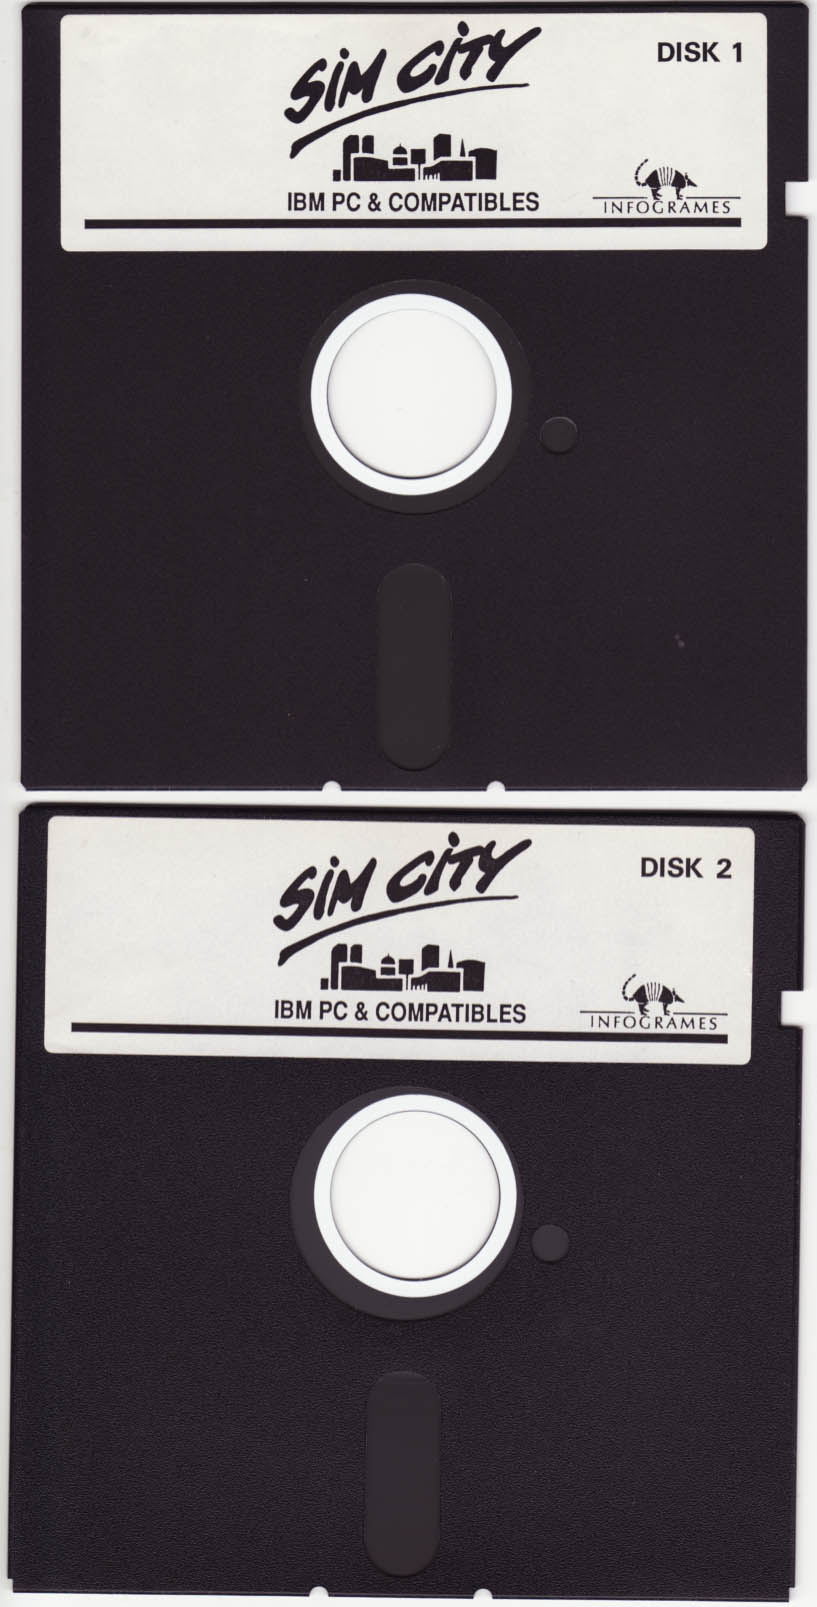 SiM CiTY
DISK 1
IBM PC & COMPATIBLES
INFOGRAMES
SiM CiTY
DISK 2
IBM PC & COMPATIBLES
INFOGRAMES